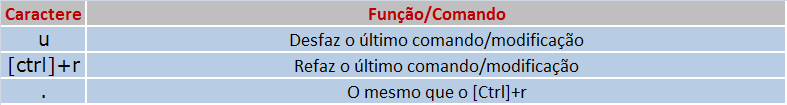 Caractere Função/Comando
u Desfaz o último comando/modificação
[ctrl]+r Refaz o último comando/modificação
. O mesmo que o [Ctrl]+r